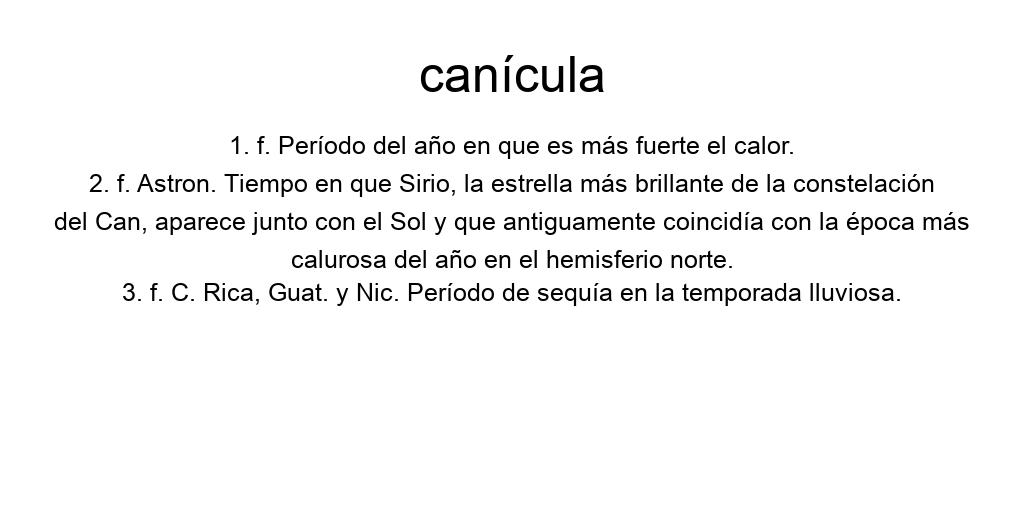 canícula
1. f. Período del año en que es más fuerte el calor.
2. f. Astron. Tiempo en que Sirio, la estrella más brillante de la constelación
del Can, aparece junto con el Sol y que antiguamente coincidía con la época más
calurosa del año en el hemisferio norte.
3. f. C. Rica, Guat. y Nic. Período de sequía en la temporada lluviosa.